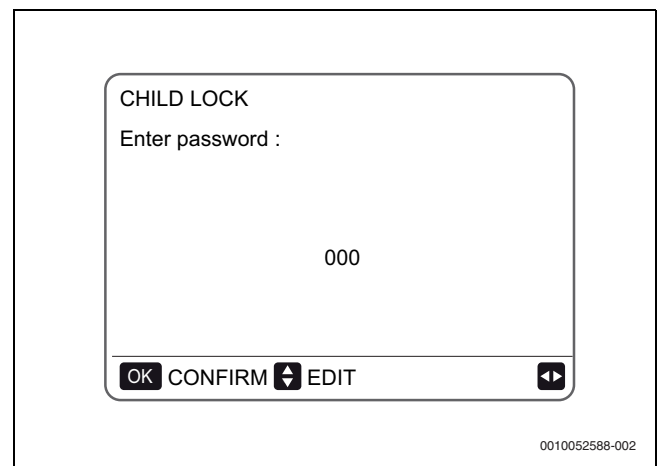 CHILD LOCK
Enter password :
000
OK CONFIRM EDIT
0010052588-002